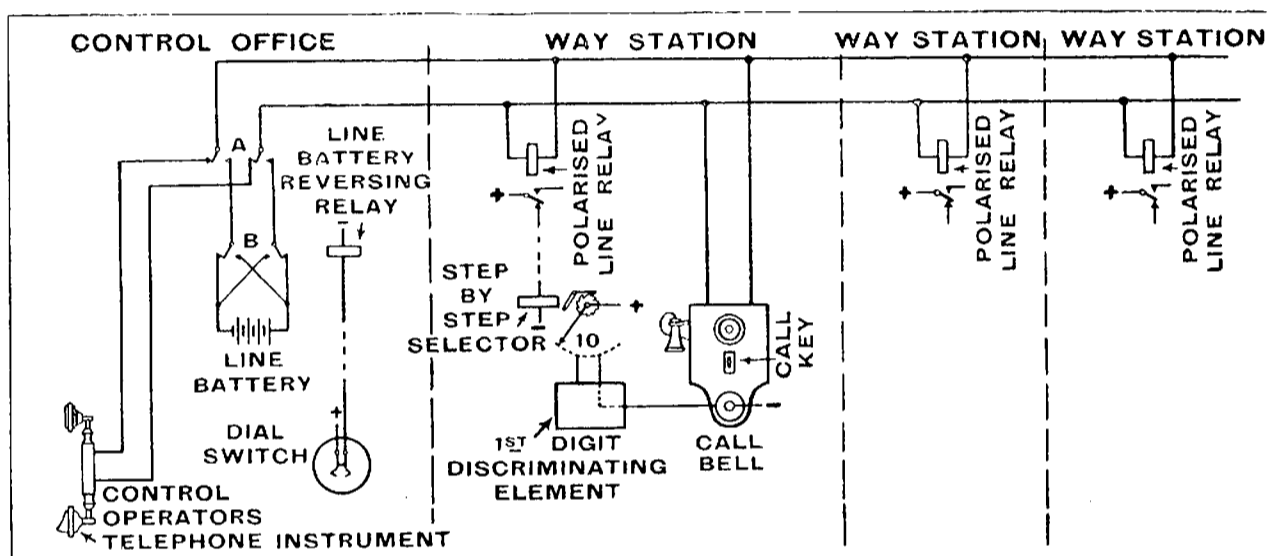 CONTROL OFFICE
WAY STATION
WAY STATION
WAY STATION
A
LINE
BATTERY
REVERSING
RELAY
-
B
LINE
BATTERY
+
DIAL
SWITCH
CONTROL
OPERATORS
TELEPHONE INSTRUMENT
POLARISED
LINE RELAY
+
STEP
BY
STEP
SELECTOR
-
+
10
1ST DIGIT
DISCRIMINATING
ELEMENT
CALL
KEY
-
CALL
BELL
POLARISED
LINE RELAY
+
POLARISED
LINE RELAY
+